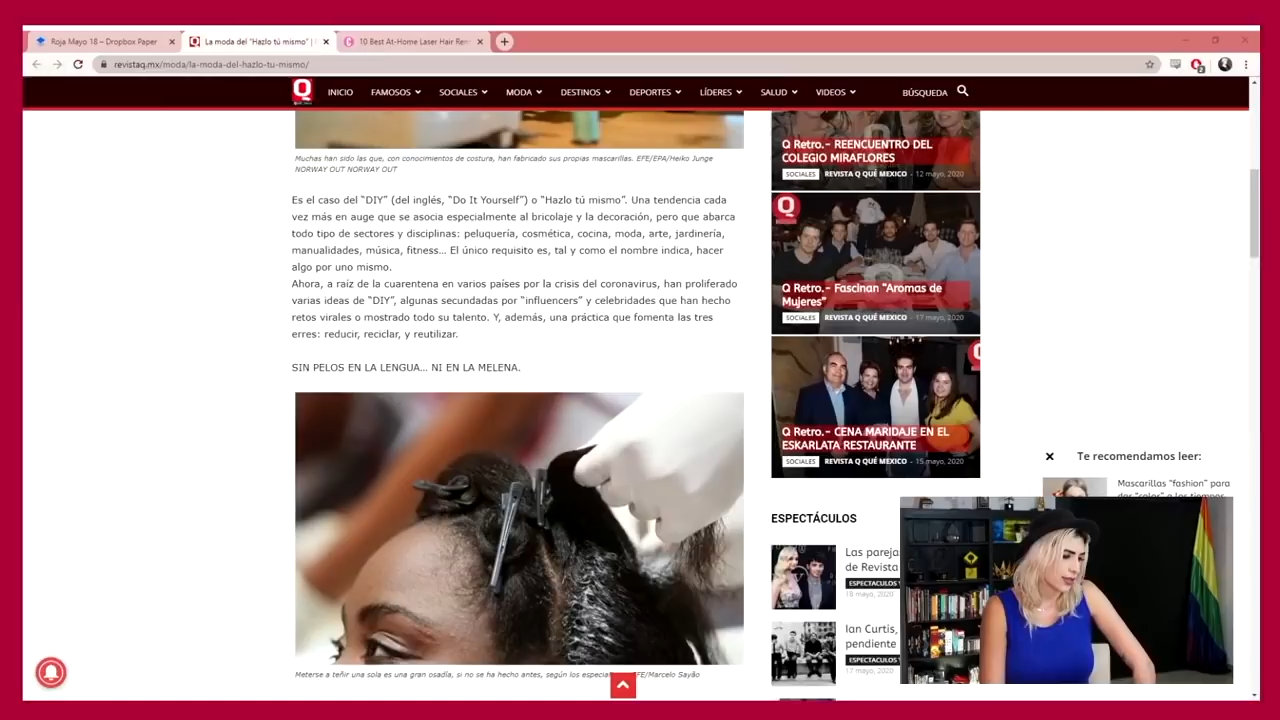 Roja Mayo 18 – Dropbox Paper
La moda del "Hazlo tú mismo" |
10 Best At-Home Laser Hair Rem
revistaq.mx/moda/la-moda-del-hazlo-tu-mismo/
Q
INICIO FAMOSOS SOCIALES MODA DESTINOS DEPORTES LÍDERES SALUD VIDEOS BÚSQUEDA
Muchas han sido las que, con conocimientos de costura, han fabricado sus propias mascarillas. EFE/EPA/Heiko Junge
NORWAY OUT NORWAY OUT
Es el caso del "DIY" (del inglés, "Do It Yourself") o "Hazlo tú mismo". Una tendencia cada
vez más en auge que se asocia especialmente al bricolaje y la decoración, pero que abarca
todo tipo de sectores y disciplinas: peluquería, cosmética, cocina, moda, arte, jardinería,
manualidades, música, fitness… El único requisito es, tal y como el nombre indica, hacer
algo por uno mismo.
Ahora, a raíz de la cuarentena en varios países por la crisis del coronavirus, han proliferado
varias ideas de "DIY", algunas secundadas por "influencers" y celebridades que han hecho
retos virales o mostrado todo su talento. Y, además, una práctica que fomenta las tres
erres: reducir, reciclar, y reutilizar.
SIN PELOS EN LA LENGUA… NI EN LA MELENA.
Meterse a teñir una sola es una gran osadía, si no se ha hecho antes, según los especial FE/Marcelo Sayão
Q Retro.- REENCUENTRO DEL
COLEGIO MIRAFLORES
SOCIALES REVISTA Q QUÉ MEXICO - 12 mayo, 2020
Q
Q Retro.- Fascinan "Aromas de
Mujeres"
SOCIALES REVISTA Q QUÉ MEXICO - 17 mayo, 2020
Q Retro.- CENA MARIDAJE EN EL
ESKARLATA RESTAURANTE
SOCIALES REVISTA Q QUÉ MEXICO - 15 mayo, 2020
Te recomendamos leer:
Mascarillas "fashion" para
dar "color" a los tiempos
ESPECTÁCULOS
Las pareja
de Revista
ESPECTACULOS
18 mayo, 2020
Ian Curtis,
pendiente
ESPECTACULOS
17 mayo, 2020